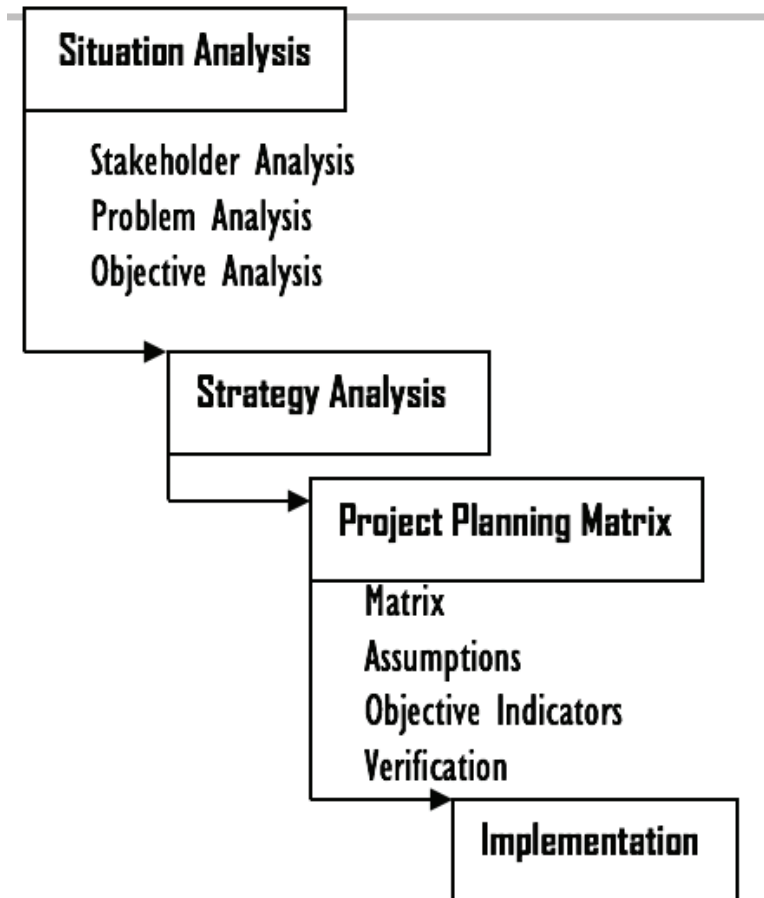 Situation Analysis
Stakeholder Analysis
Problem Analysis
Objective Analysis
Strategy Analysis
Project Planning Matrix
Matrix
Assumptions
Objective Indicators
Verification
Implementation